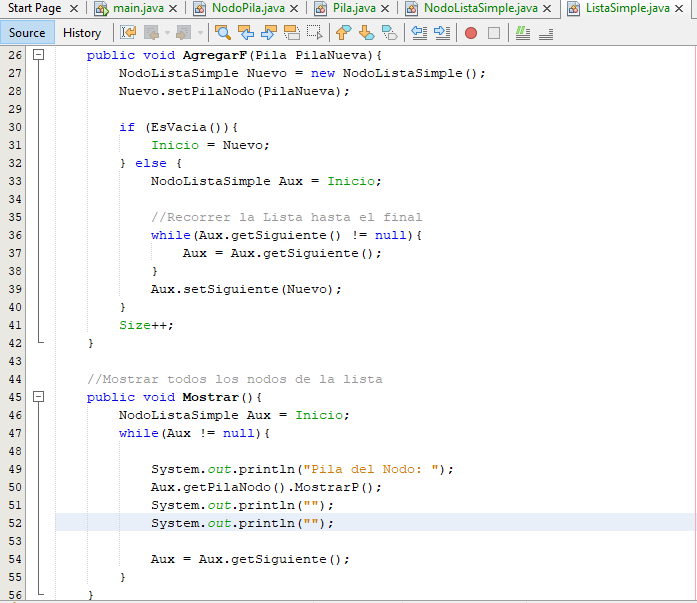 Start Page main.java NodoPila.java Pila.java NodoListaSimple.java ListaSimple.java
Source History
26 public void AgregarF(Pila PilaNueva){
27 NodoListaSimple Nuevo = new NodoListaSimple();
28 Nuevo.setPilaNodo(PilaNueva);
29
30 if (EsVacia()){
31 Inicio = Nuevo;
32 } else {
33 NodoListaSimple Aux = Inicio;
34
35 //Recorrer la Lista hasta el final
36 while(Aux.getSiguiente() != null){
37 Aux = Aux.getSiguiente();
38 }
39 Aux.setSiguiente(Nuevo);
40 }
41 Size++;
42 }
43
44 //Mostrar todos los nodos de la lista
45 public void Mostrar(){
46 NodoListaSimple Aux = Inicio;
47 while(Aux != null){
48
49 System.out.println("Pila del Nodo: ");
50 Aux.getPilaNodo().MostrarP();
51 System.out.println("");
52 System.out.println("");
53
54 Aux = Aux.getSiguiente();
55 }
56 }